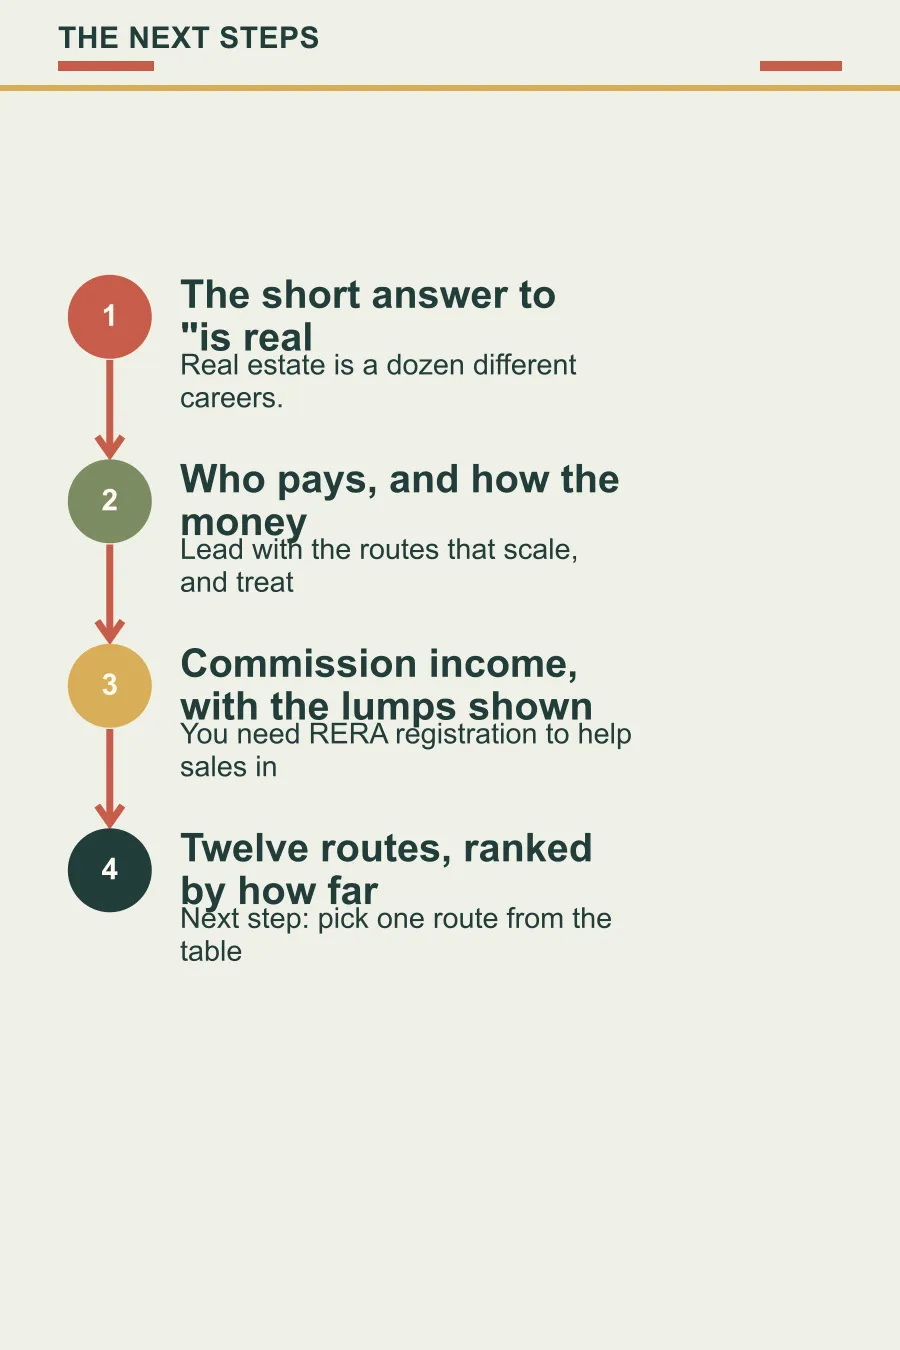 THE NEXT STEPS
1
The short answer to
"is real
Real estate is a dozen different
careers.
2
Who pays, and how the
money
Lead with the routes that scale,
and treat
3
Commission income,
with the lumps shown
You need RERA registration to help
sales in
4
Twelve routes, ranked
by how far
Next step: pick one route from the
table